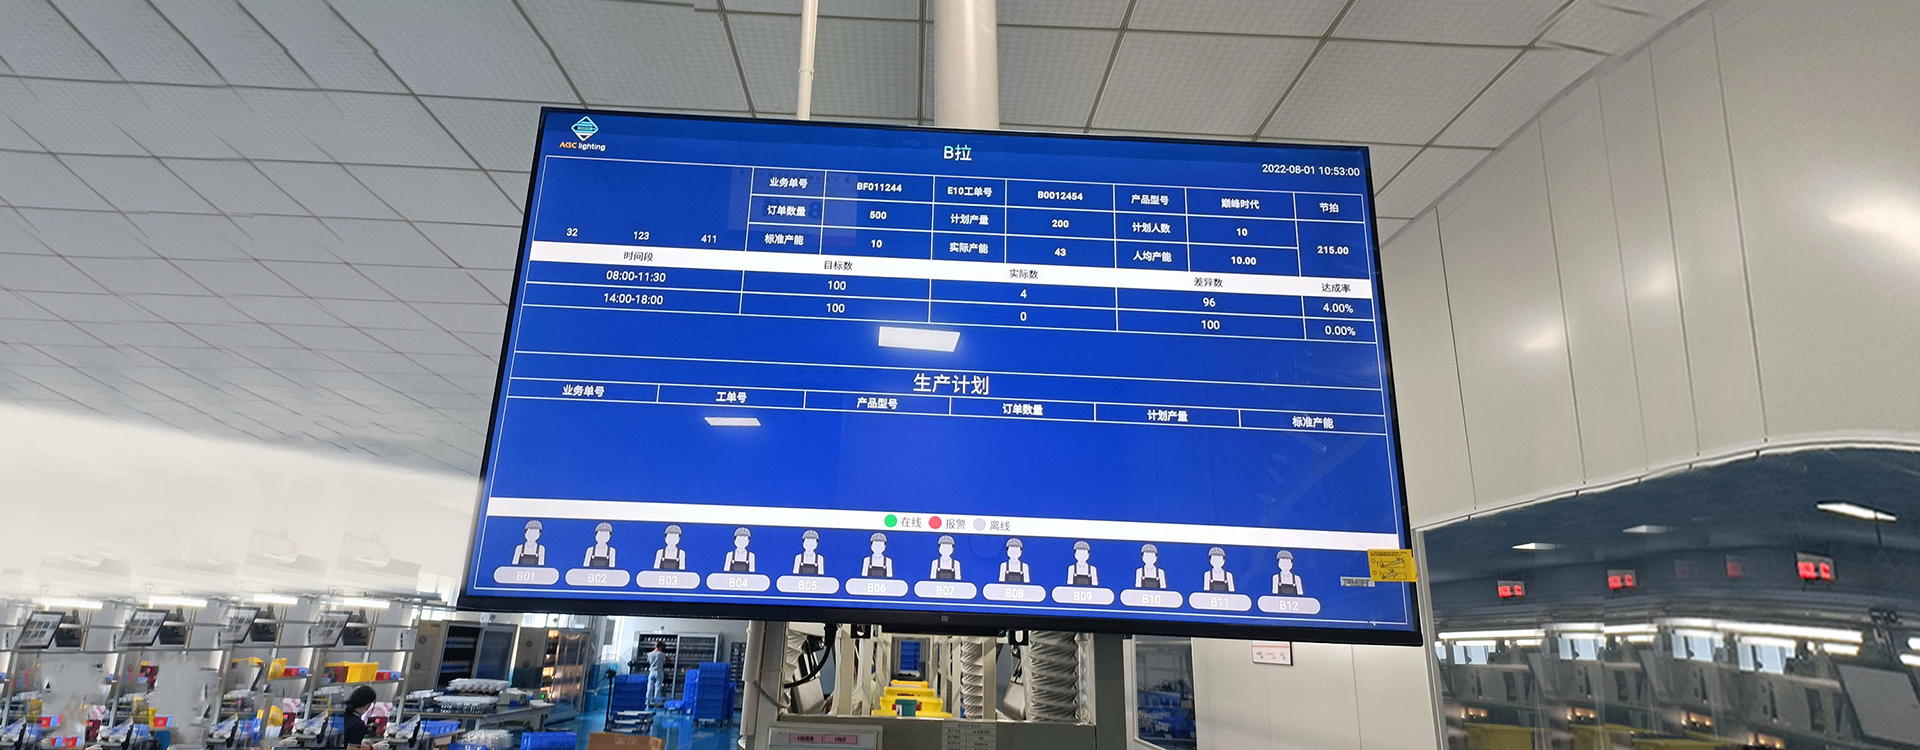 AGC lighting
B拉
2022-08-01 10:53:00
业务单号 BF011244 E10工单号 B0012454 产品型号 巅峰时代 节拍
订单数量 500 计划产量 200 计划人数 10 215.00
标准产能 10 实际产能 43 人均产能 10.00
32 123 411
时间段 目标数 实际数 差异数 达成率
08:00-11:30 100 4 96 4.00%
14:00-18:00 100 0 100 0.00%
生产计划
业务单号 工单号 产品型号 订单数量 计划产量 标准产能
在线 报警 离线
B01 B02 B03 B04 B05 B06 B07 B08 B09 B10 B11 B12